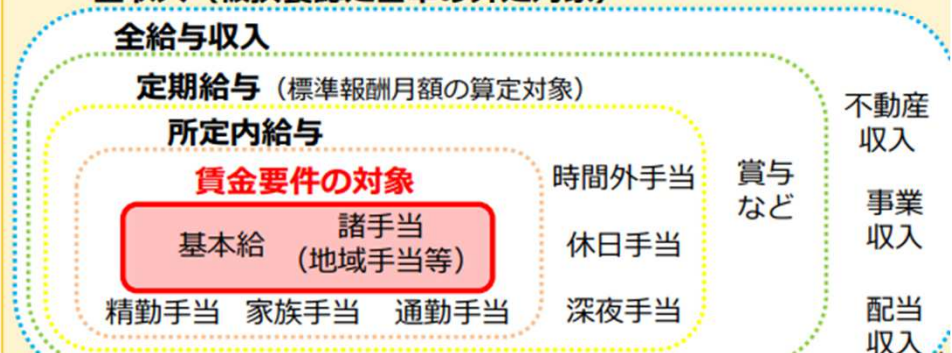 全給与収入
定期給与（標準報酬月額の算定対象）
所定内給与
賃金要件の対象
基本給
諸手当
（地域手当等）
精勤手当 家族手当 通勤手当
時間外手当
休日手当
深夜手当
賞与
など
不動産
収入
事業
収入
配当
収入